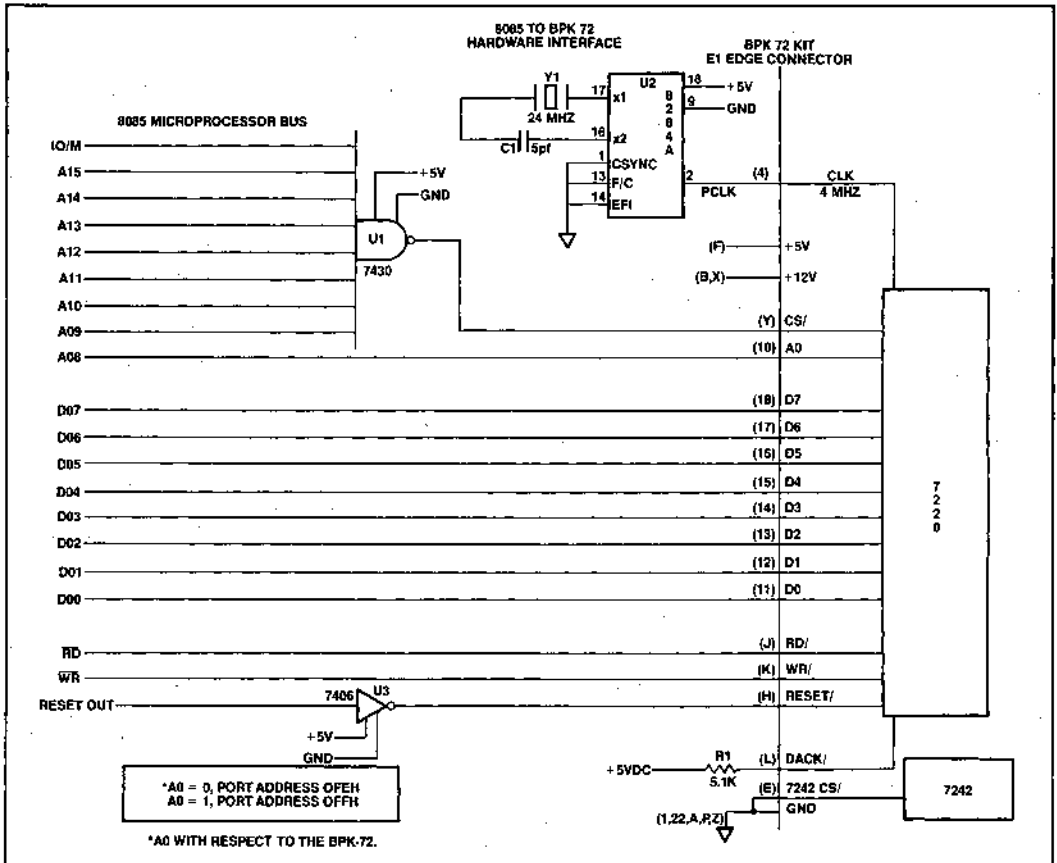 8085 TO BPK 72
HARDWARE INTERFACE
BPK 72 KIT
E1 EDGE CONNECTOR
8085 MICROPROCESSOR BUS
Y1
24 MHZ
C1
5pf
17
x1
16
x2
1
CSYNC
13
F/C
14
EFI
U2
B
2
8
4
A
18
+5V
9
GND
2
PCLK
(4)
CLK
4 MHZ
IO/M
A15
A14
A13
A12
A11
A10
A09
A08
+5V
GND
U1
7430
(F)
+5V
(B,X)
+12V
(Y) CS/
(10) A0
D07
(18) D7
D06
(17) D6
D05
(16) D5
D04
(15) D4
D03
(14) D3
D02
(13) D2
D01
(12) D1
D00
(11) D0
7
2
2
0
RD
(J) RD/
WR
(K) WR/
RESET OUT
7406
U3
(H) RESET/
+5V
GND
+5VDC
R1
5.1K
(L) DACK/
(E) 7242 CS/
GND
(1,22,A,P,Z)
7242
*A0 = 0, PORT ADDRESS OFEH
A0 = 1, PORT ADDRESS OFFH
*A0 WITH RESPECT TO THE BPK-72.